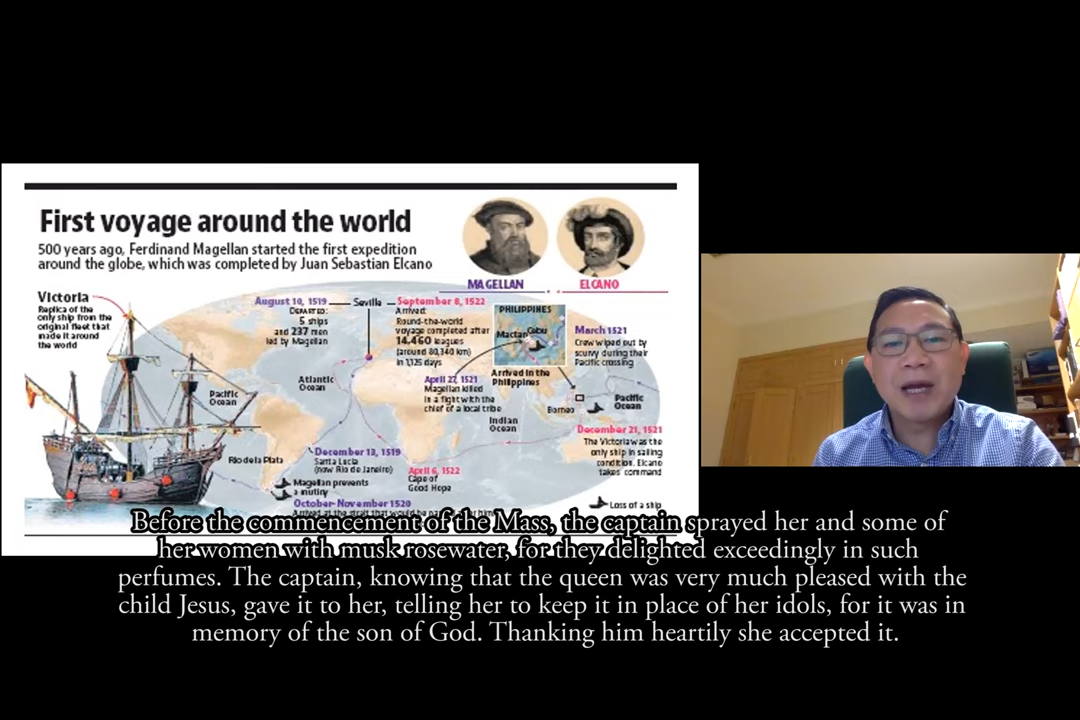 First voyage around the world
500 years ago, Ferdinand Magellan started the first expedition
around the globe, which was completed by Juan Sebastian Elcano
MAGELLAN
ELCANO
Victoria
Replica of the
only ship from the
original fleet that
made it around
the world
August 10, 1519
DEPARTED:
5 ships
and 237 men
led by Magellan
Seville
September 8, 1522
Arrived:
Round-the-world
voyage completed after
14.460 leagues
(around 80,340 km)
in 1,125 days
PHILIPPINES
Mactan
Cebu
March 1521
Crew wiped out by
scurvy during their
Pacific crossing
Arrived in the
Philippines
April 27, 1521
Magellan killed
in a fight with the
chief of a local tribe
Atlantic
Ocean
Pacific
Ocean
Indian
Ocean
Borneo
Pacific
Ocean
December 21, 1521
The Victoria was the
only ship in sailing
condition. Elcano
takes command
Rio de la Plata
December 13, 1519
Santa Lucia
(now Rio de Janeiro)
April 6, 1522
Cape of
Good Hope
Magellan prevents
a mutiny
October-November 1520
Loss of a ship
Before the commencement of the Mass, the captain sprayed her and some of
her women with musk rosewater, for they delighted exceedingly in such
perfumes. The captain, knowing that the queen was very much pleased with the
child Jesus, gave it to her, telling her to keep it in place of her idols, for it was in
memory of the son of God. Thanking him heartily she accepted it.